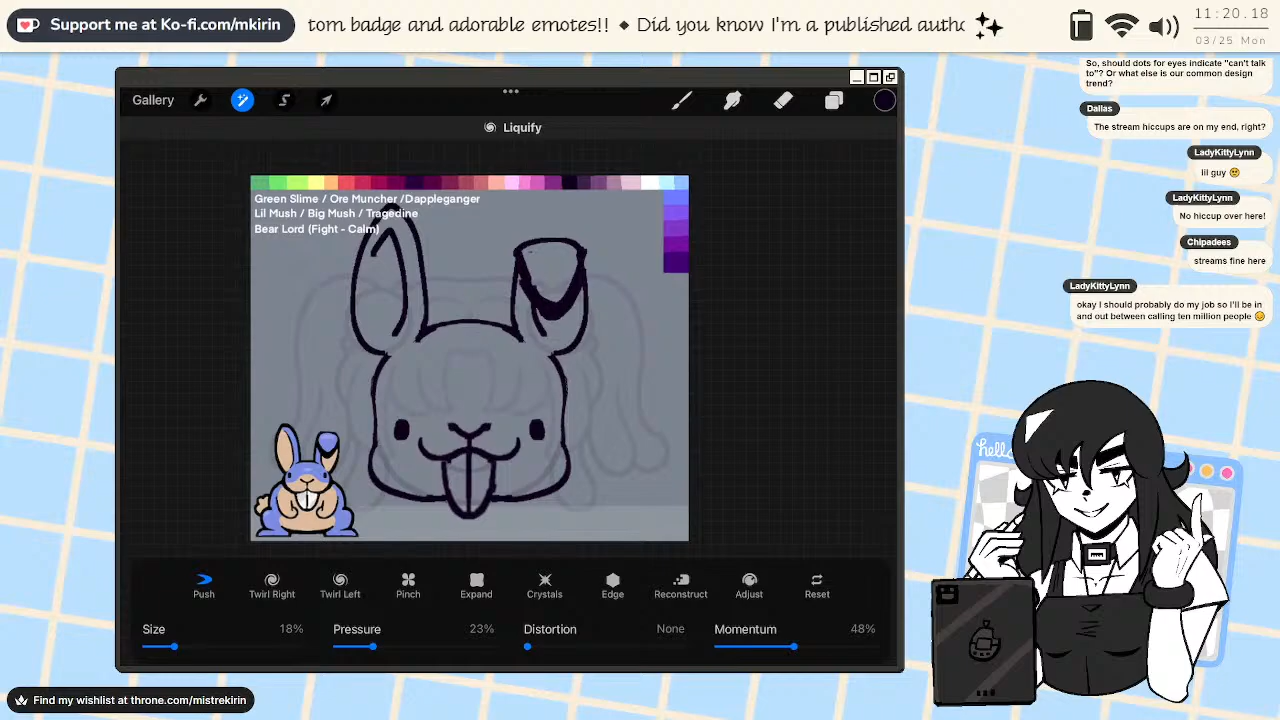 Support me at Ko-fi.com/mkirin
tom badge and adorable emotes!! ◆ Did you know I'm a published autho
11:20.18
03/25 Mon
So, should dots for eyes indicate "can't talk
to"? Or what else is our common design
trend?
Dallas
The stream hiccups are on my end, right?
LadyKittyLynn
lil guy 🥹
LadyKittyLynn
No hiccup over here!
Chipadees
streams fine here
LadyKittyLynn
okay I should probably do my job so I'll be in
and out between calling ten million people 🙂
Gallery
Liquify
Green Slime / Ore Muncher /Dappleganger
Lil Mush / Big Mush / Tragedine
Bear Lord (Fight - Calm)
Push
Twirl Right
Twirl Left
Pinch
Expand
Crystals
Edge
Reconstruct
Adjust
Reset
Size 18%
Pressure 23%
Distortion None
Momentum 48%
hello
Find my wishlist at throne.com/mistrekirin